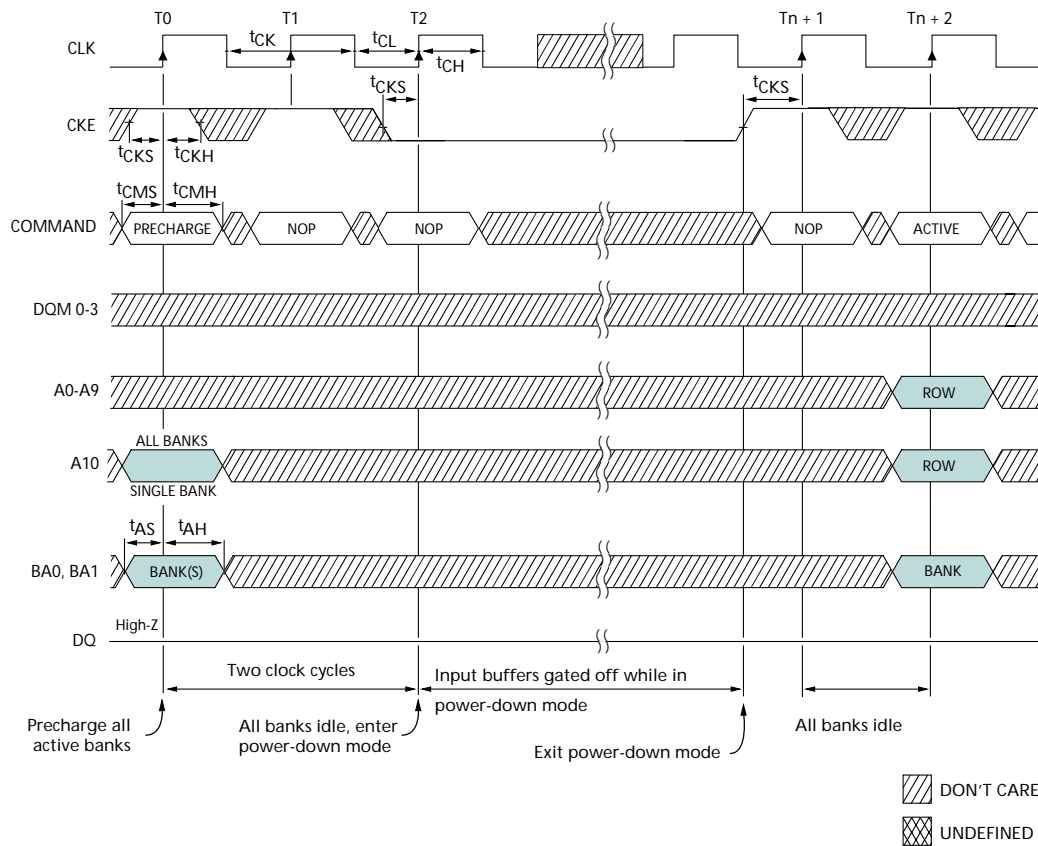 T0 T1 T2 Tn + 1 Tn + 2
CLK
tCK
tCL
tCH
tCKS
tCKS
CKE
tCKS
tCKH
tCMS
tCMH
COMMAND
PRECHARGE
NOP
NOP
NOP
ACTIVE
DQM 0-3
A0-A9
ROW
ALL BANKS
A10
ROW
SINGLE BANK
tAS
tAH
BA0, BA1
BANK(S)
BANK
High-Z
DQ
Two clock cycles
Input buffers gated off while in
power-down mode
Precharge all
active banks
All banks idle, enter
power-down mode
Exit power-down mode
All banks idle
DON'T CARE
UNDEFINED